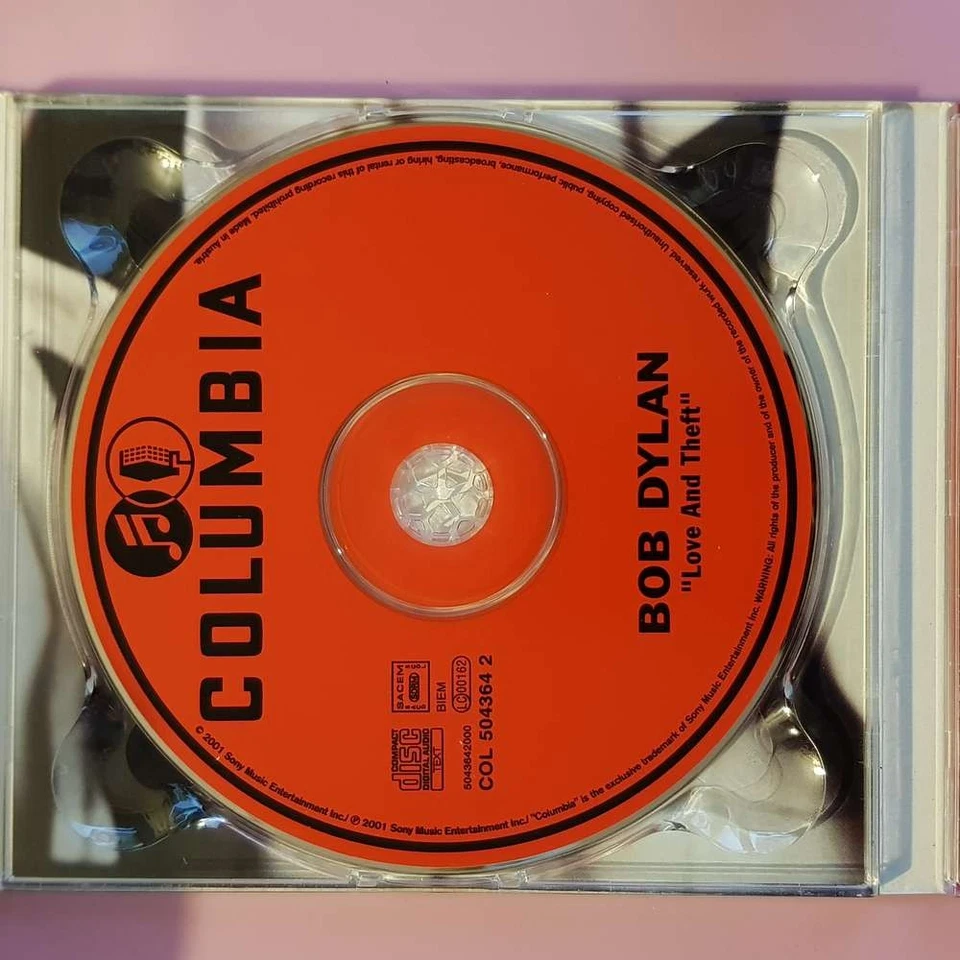 COLUMBIA
COMPACT
disc
DIGITAL AUDIO
TEXT
SACEM
SDRM
BIEM
LC 00162
5043642000
COL 504364 2
BOB DYLAN
"Love And Theft"
© 2001 Sony Music Entertainment Inc./ ℗ 2001 Sony Music Entertainment Inc./ "Columbia" is the exclusive trademark of Sony Music Entertainment Inc. WARNING: All rights of the producer and of the owner of the recorded work reserved. Unauthorised copying, public performance, broadcasting, hiring or rental of this recording prohibited. Made in Austria.